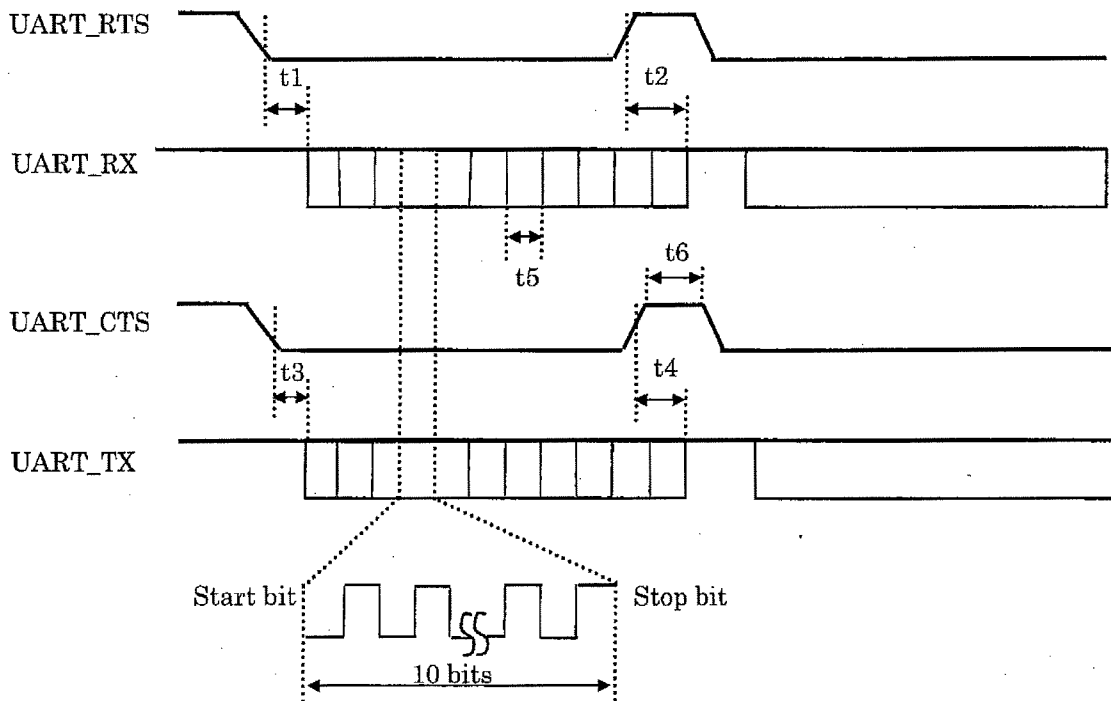 UART_RTS
t1
t2
UART_RX
t5
t6
UART_CTS
t3
t4
UART_TX
Start bit
Stop bit
10 bits